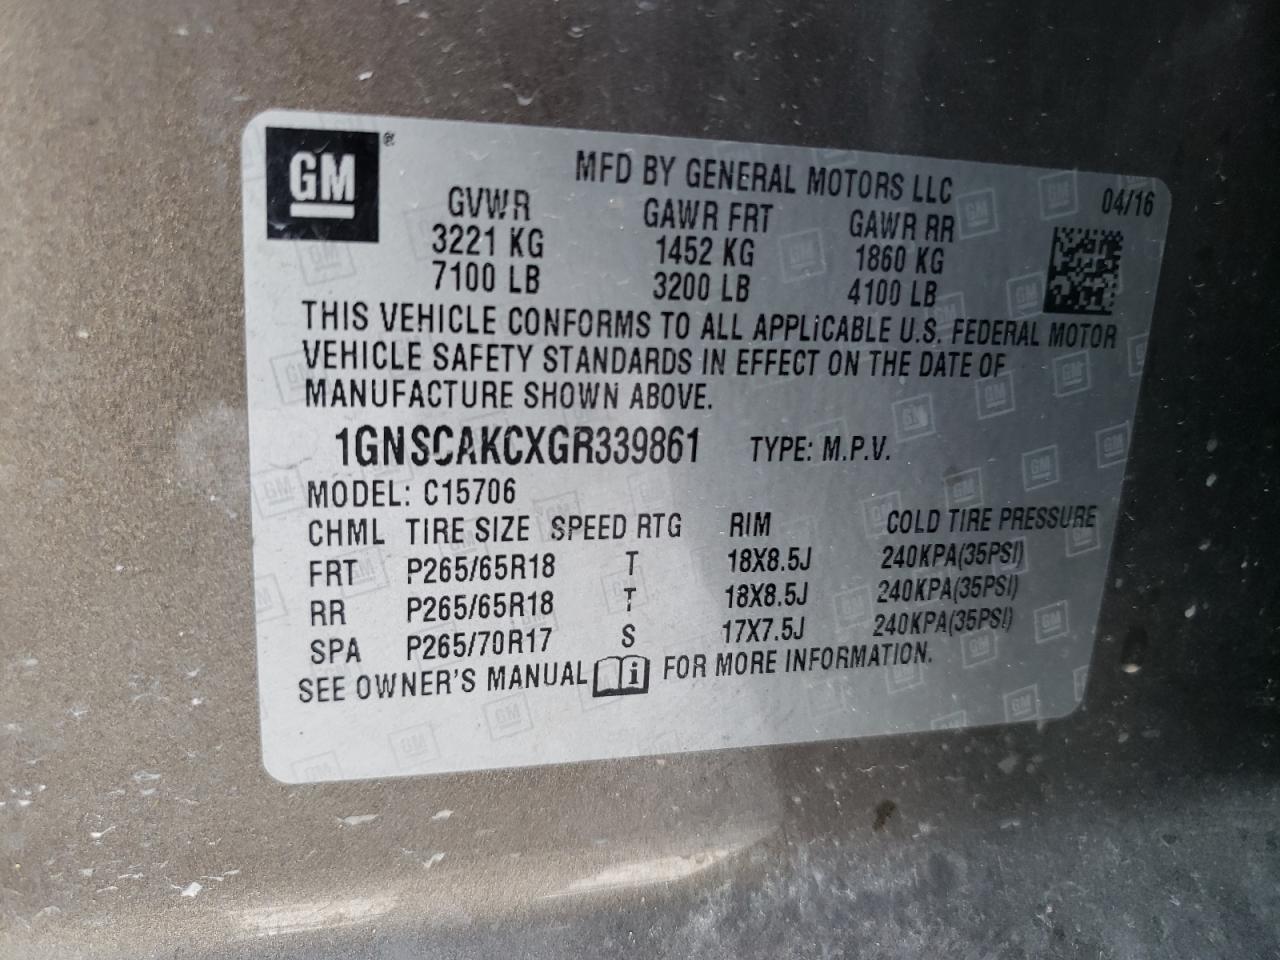 GM ®
MFD BY GENERAL MOTORS LLC
04/16
GVWR GAWR FRT GAWR RR
3221 KG 1452 KG 1860 KG
7100 LB 3200 LB 4100 LB
THIS VEHICLE CONFORMS TO ALL APPLICABLE U.S. FEDERAL MOTOR
VEHICLE SAFETY STANDARDS IN EFFECT ON THE DATE OF
MANUFACTURE SHOWN ABOVE.
1GNSCAKCXGR339861 TYPE: M.P.V.
MODEL: C15706
CHML TIRE SIZE SPEED RTG RIM COLD TIRE PRESSURE
FRT P265/65R18 T 18X8.5J 240KPA(35PSI)
RR P265/65R18 T 18X8.5J 240KPA(35PSI)
SPA P265/70R17 S 17X7.5J 240KPA(35PSI)
SEE OWNER'S MANUAL i FOR MORE INFORMATION.